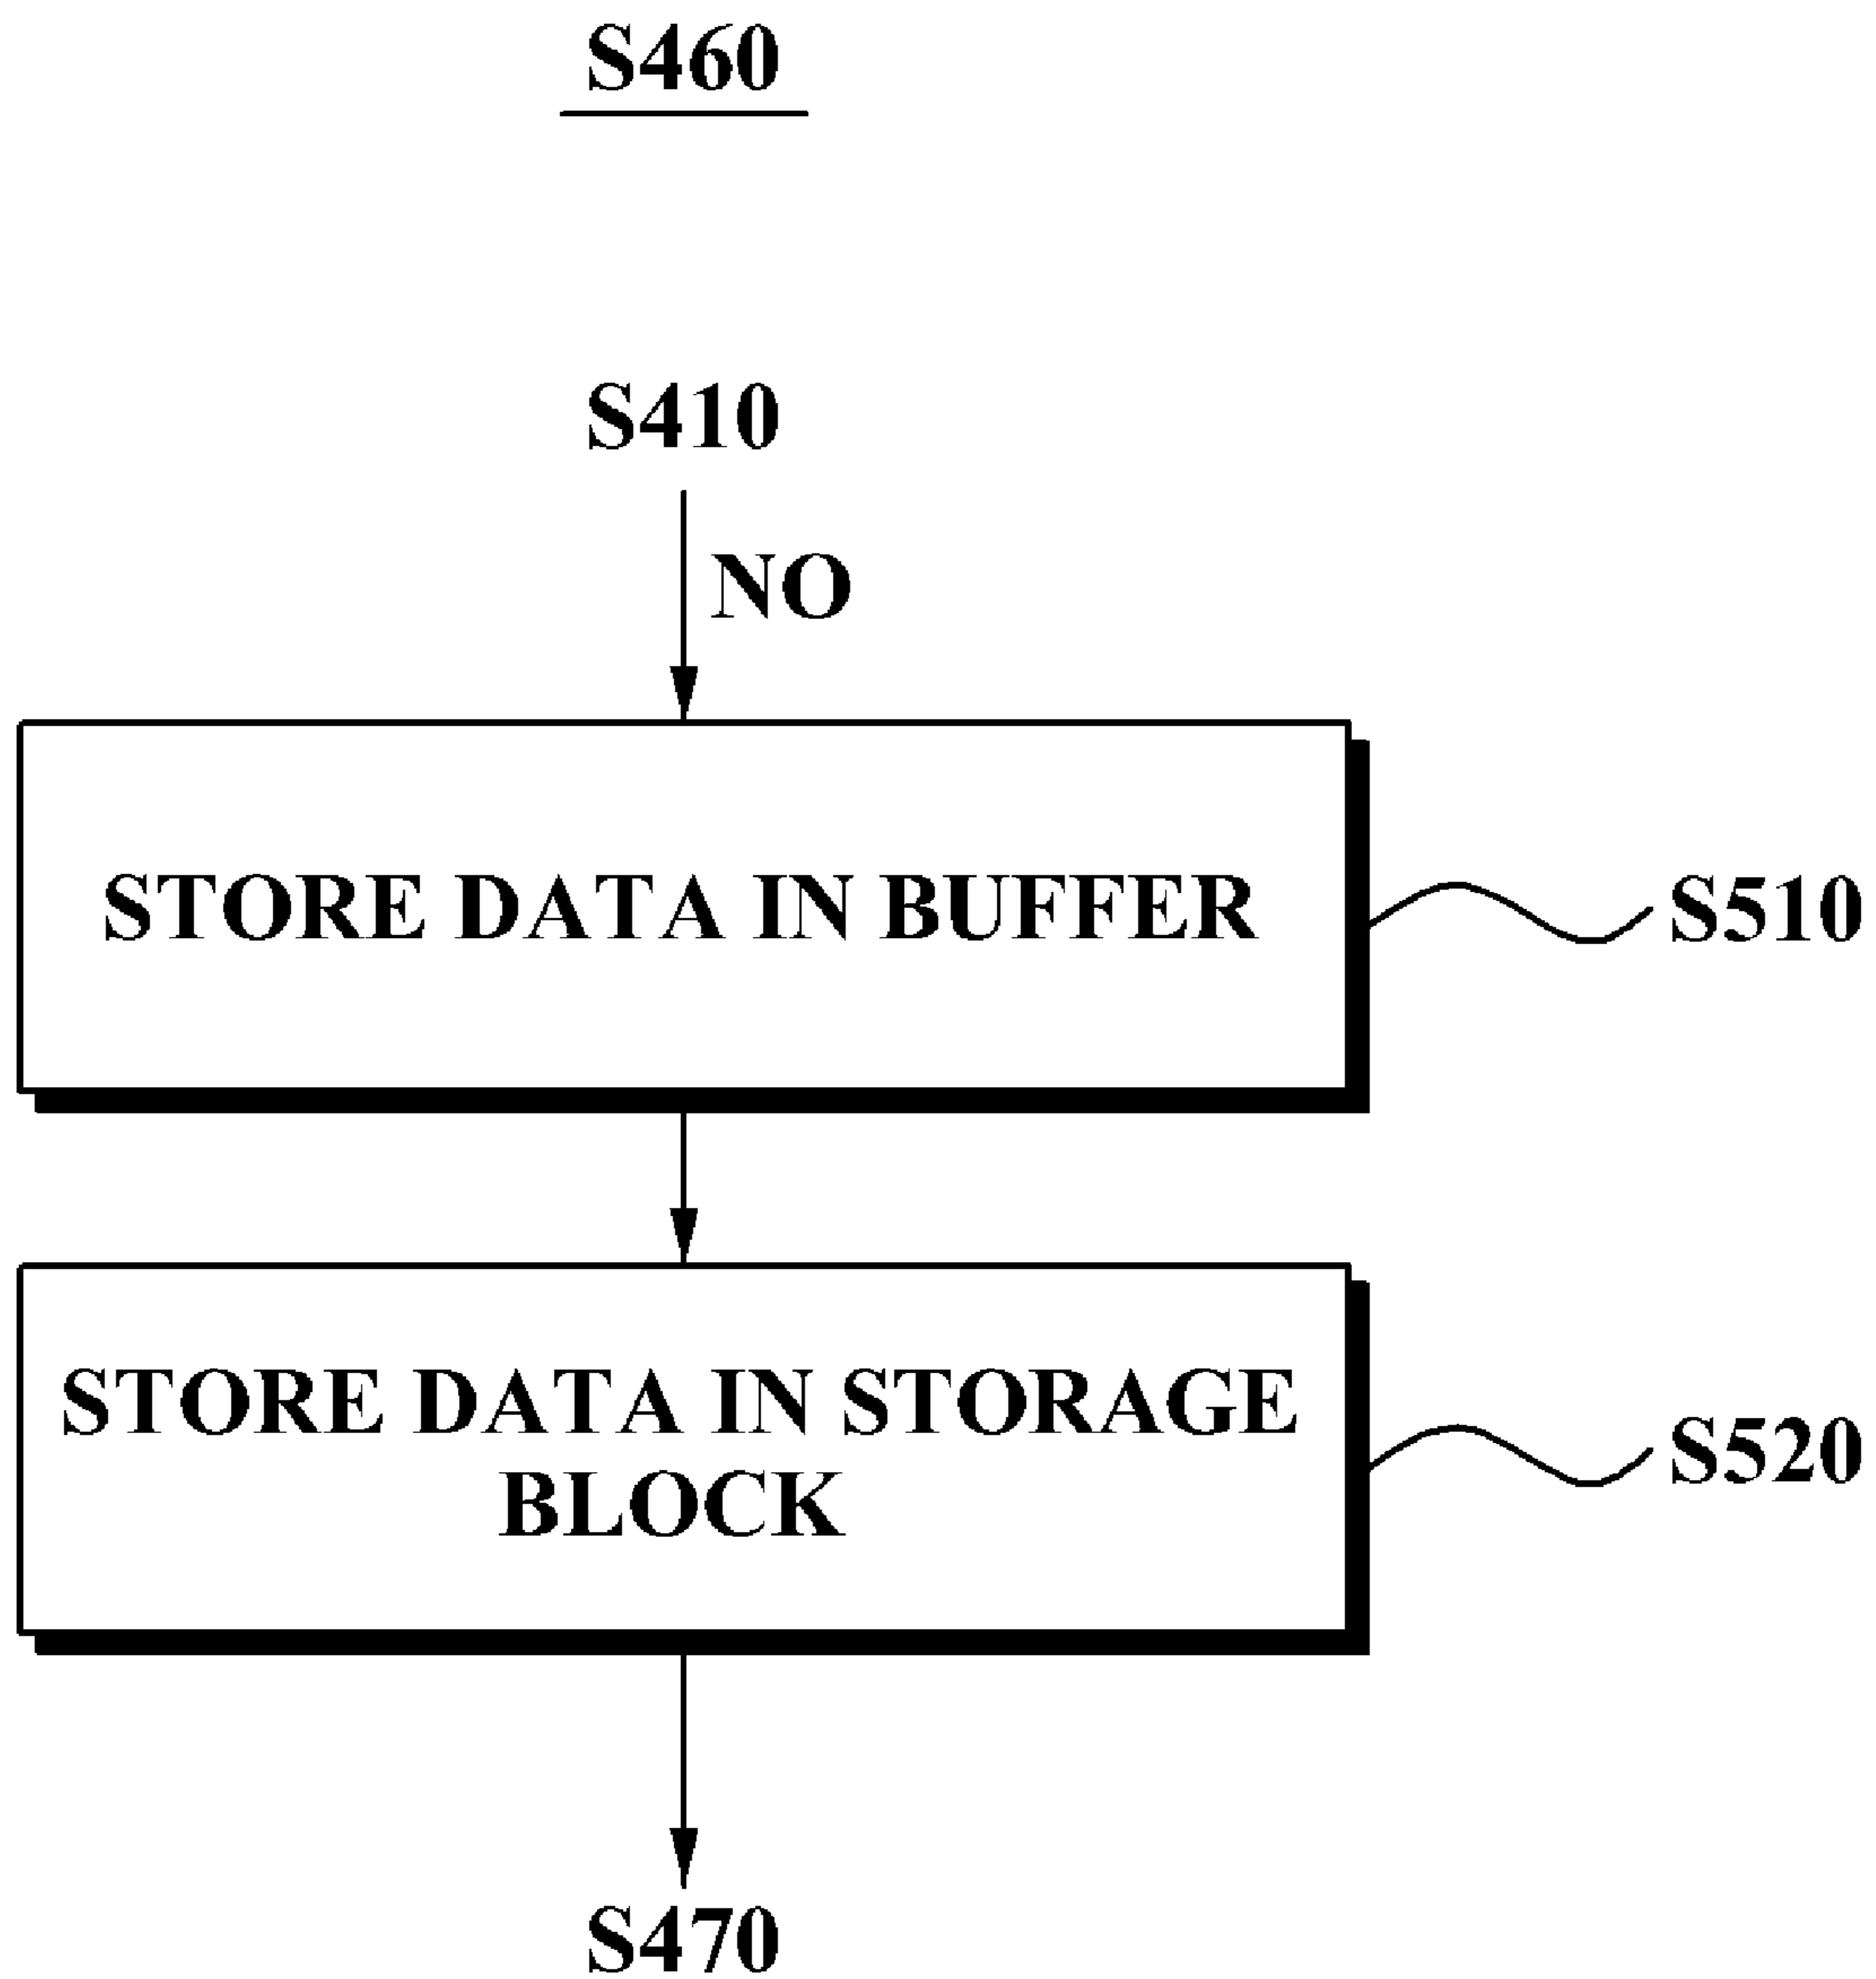 S460
S410
NO
STORE DATA IN BUFFER
S510
STORE DATA IN STORAGE
BLOCK
S520
S470